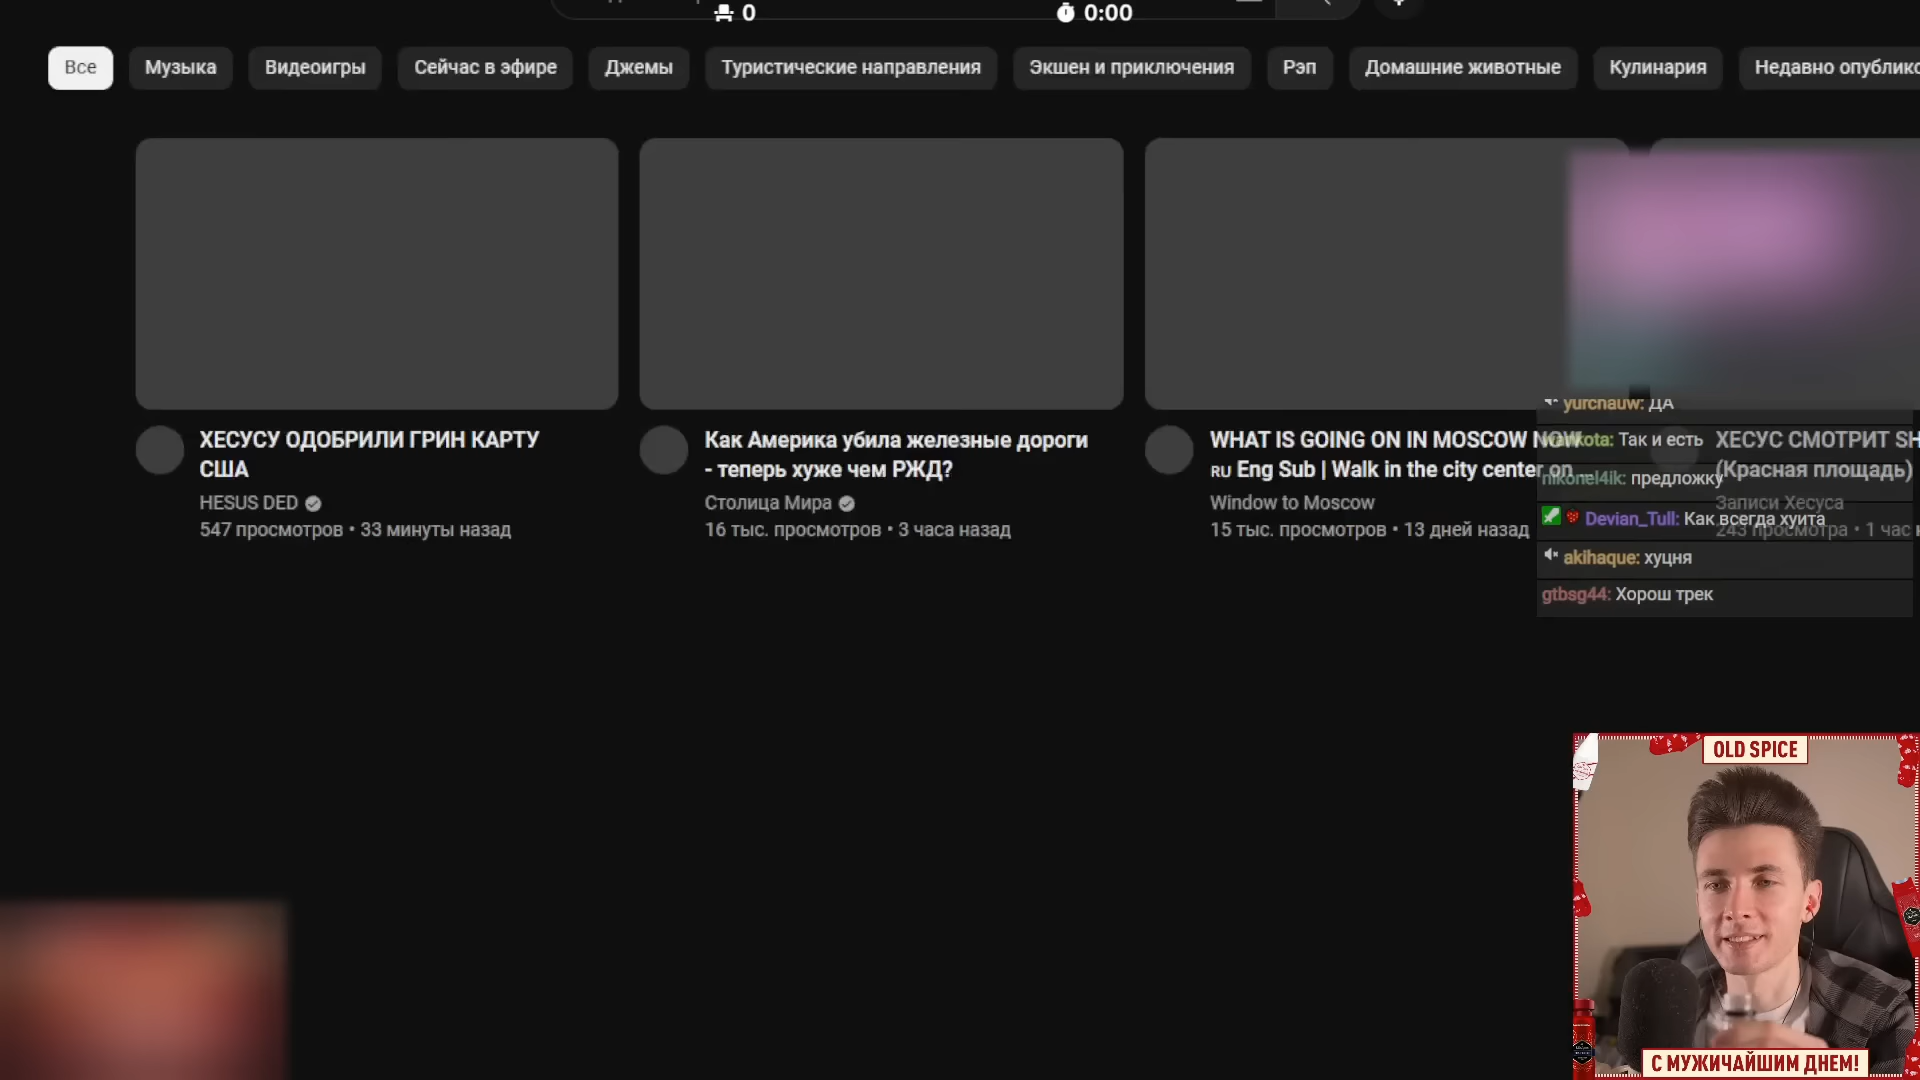 0
0:00
Все
Музыка
Видеоигры
Сейчас в эфире
Джемы
Туристические направления
Экшен и приключения
Рэп
Домашние животные
Кулинария
Недавно опублико
ХЕСУСУ ОДОБРИЛИ ГРИН КАРТУ
США
HESUS DED
547 просмотров • 33 минуты назад
Как Америка убила железные дороги
- теперь хуже чем РЖД?
Столица Мира
16 тыс. просмотров • 3 часа назад
WHAT IS GOING ON IN MOSCOW NOW
RU Eng Sub | Walk in the city center on ...
Window to Moscow
15 тыс. просмотров • 13 дней назад
ХЕСУС СМОТРИТ SH
(Красная площадь)
Записи Хесуса
243 просмотра • 1 час н
yurchauw: ДА
Так и есть
nikonel4ik: предложку
Devian_Tull: Как всегда хуита
akihaque: хуцня
gtbsg44: Хорош трек
OLD SPICE
С МУЖИЧАЙШИМ ДНЕМ!